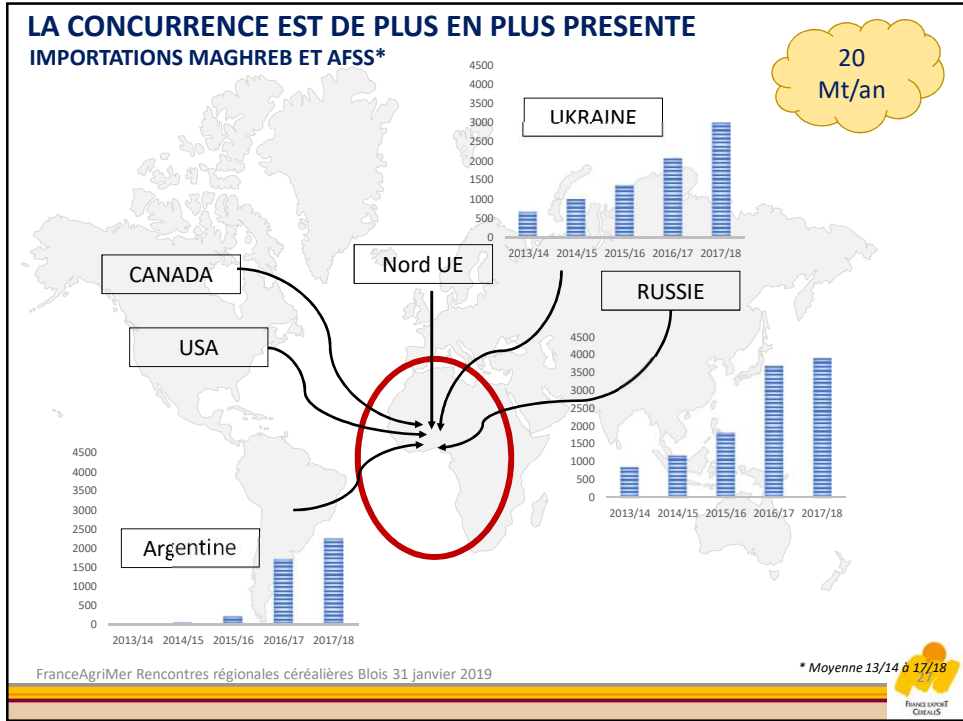 LA CONCURRENCE EST DE PLUS EN PLUS PRESENTE
IMPORTATIONS MAGHREB ET AFSS*
20
Mt/an
4500
4000
3500
3000
2500
2000
1500
1000
500
0
UKRAINE
2013/14 2014/15 2015/16 2016/17 2017/18
CANADA
Nord UE
RUSSIE
USA
4500
4000
3500
3000
2500
2000
1500
1000
500
0
2013/14 2014/15 2015/16 2016/17 2017/18
4500
4000
3500
3000
2500
2000
1500
1000
500
0
Argentine
2013/14 2014/15 2015/16 2016/17 2017/18
FranceAgriMer Rencontres régionales céréalières Blois 31 janvier 2019
* Moyenne 13/14 à 17/18
27
FRANCE EXPORT
CÉRÉALES